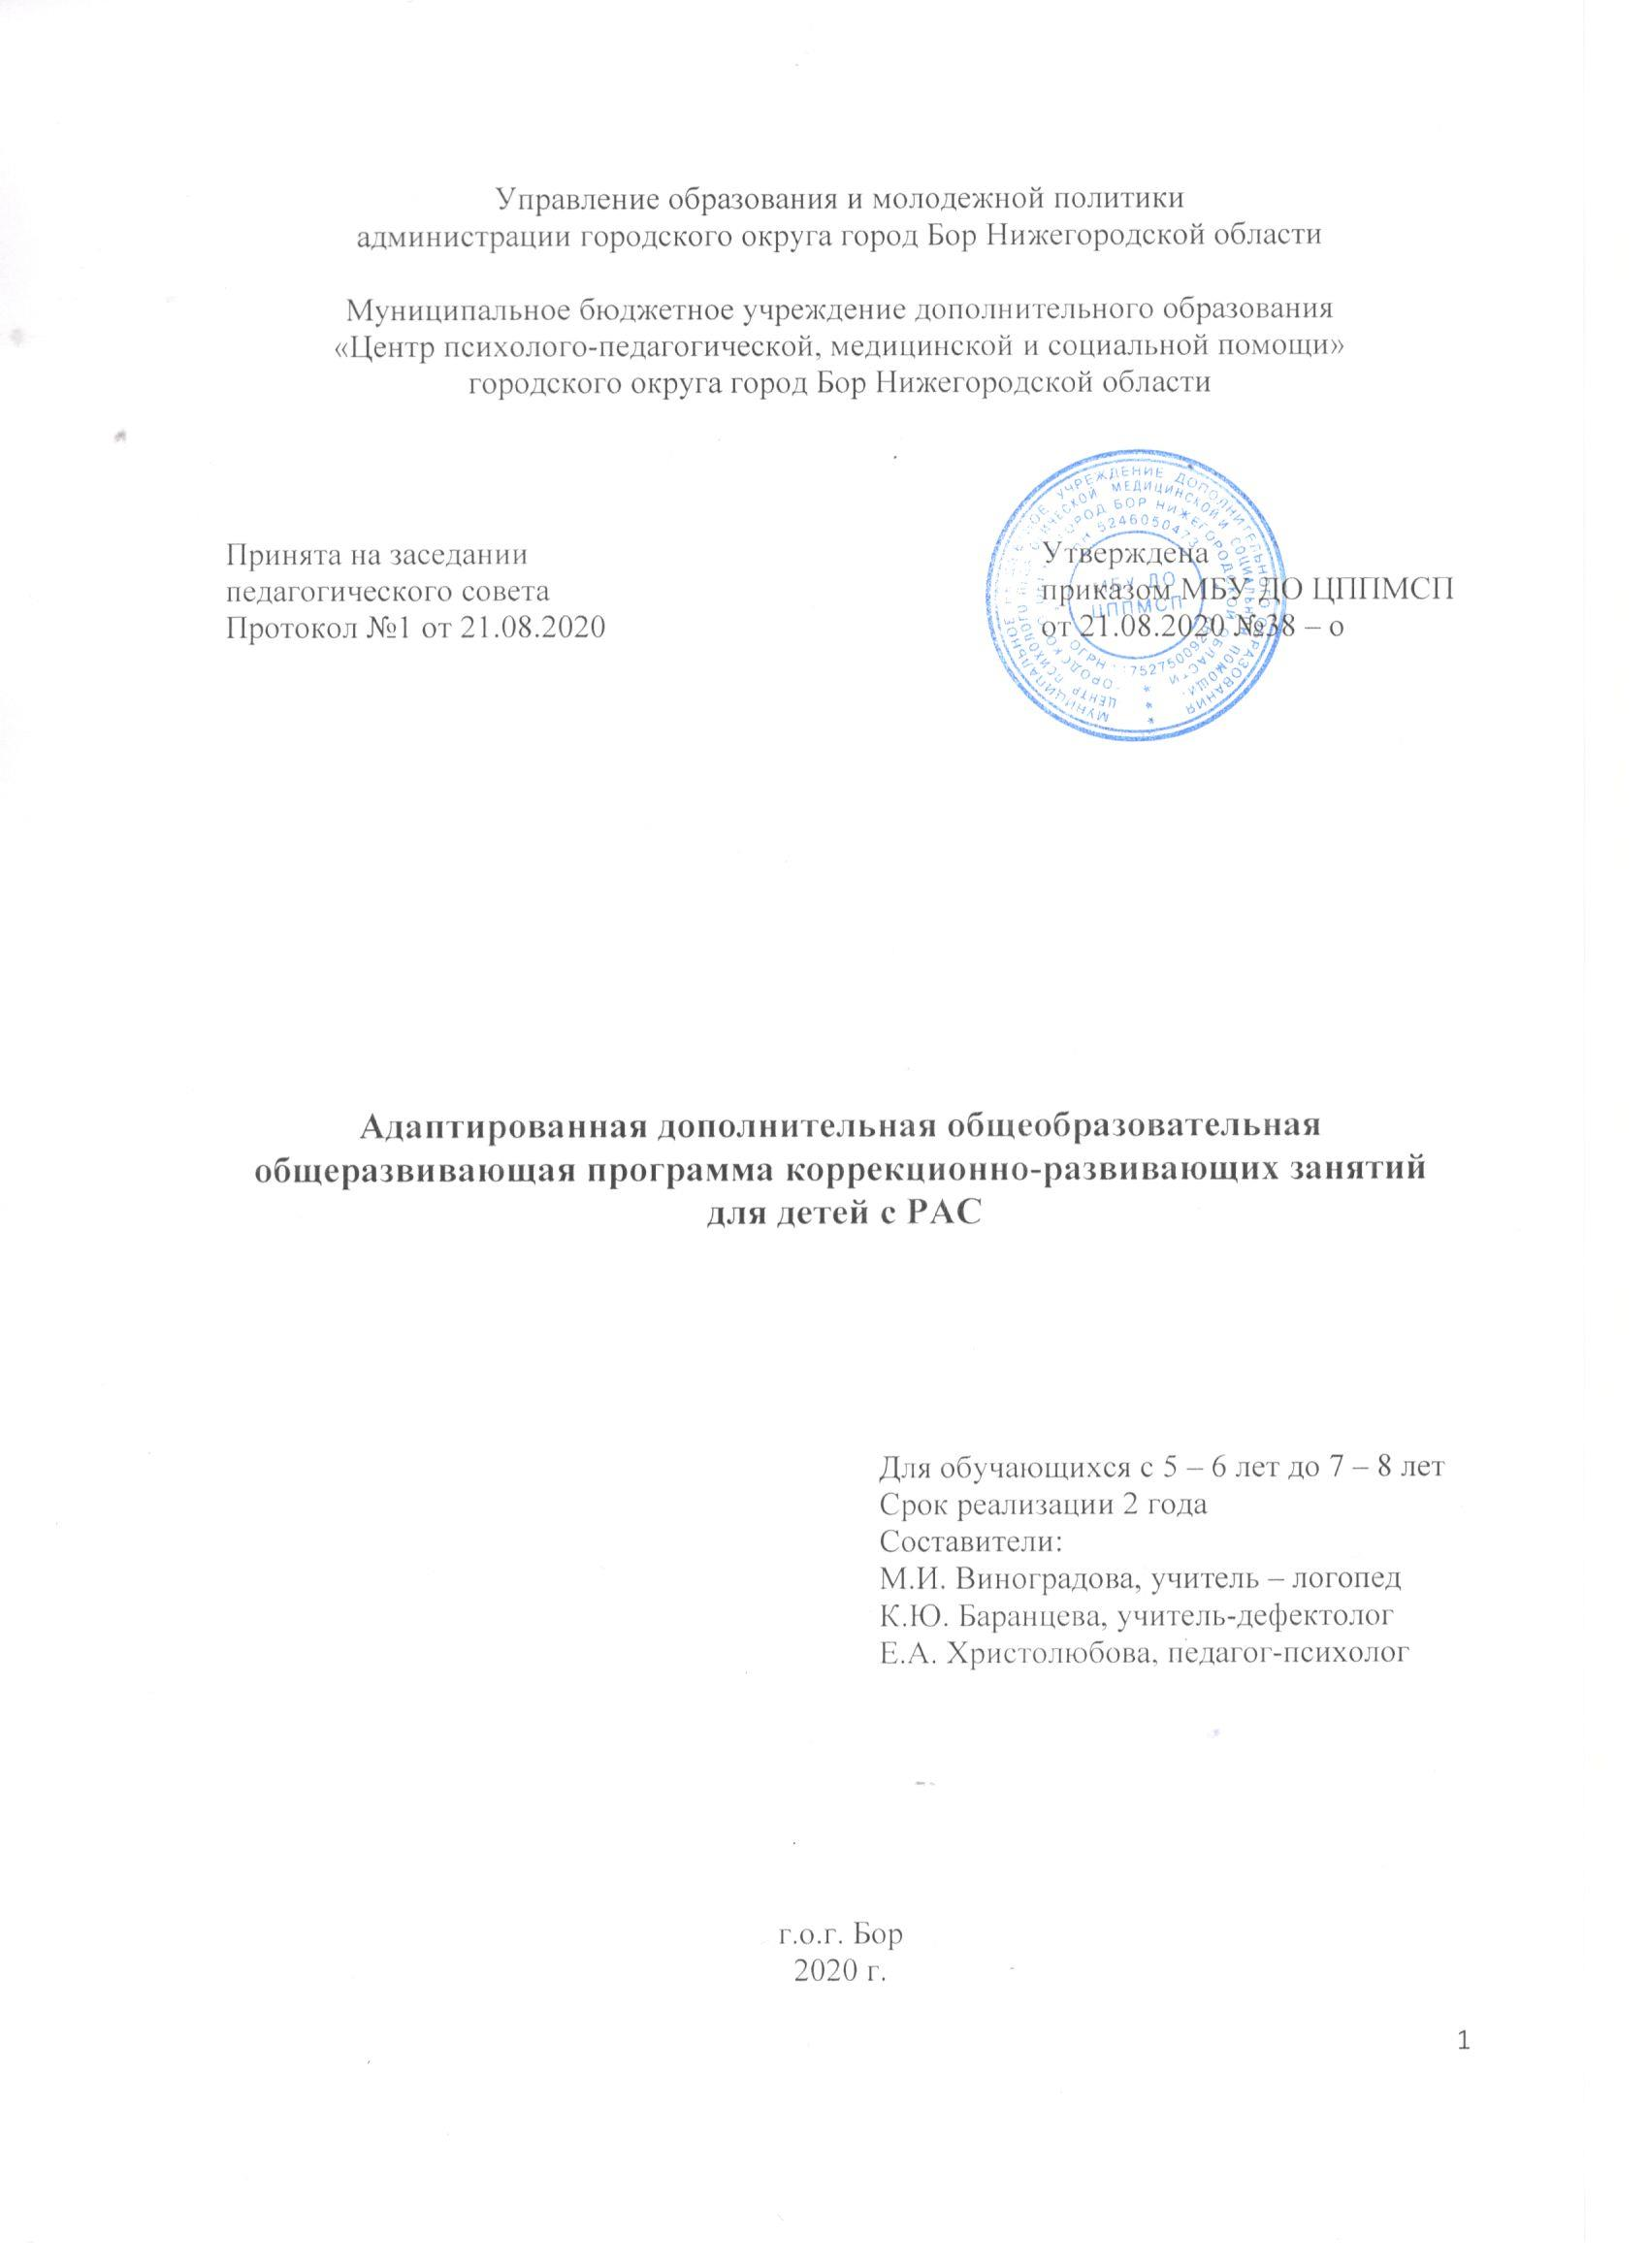 Управление образования и молодежной политики
администрации городского округа город Бор Нижегородской области
Муниципальное бюджетное учреждение дополнительного образования
«Центр психолого-педагогической, медицинской и социальной помощи»
городского округа город Бор Нижегородской области
Принята на заседании
педагогического совета
Протокол №1 от 21.08.2020
Утверждена
приказом МБУ ДО ЦППМСП
от 21.08.2020 №38 – о
МБУ ДО
ЦППМСП
Адаптированная дополнительная общеобразовательная
общеразвивающая программа коррекционно-развивающих занятий
для детей с РАС
Для обучающихся с 5 – 6 лет до 7 – 8 лет
Срок реализации 2 года
Составители:
М.И. Виноградова, учитель – логопед
К.Ю. Баранцева, учитель-дефектолог
Е.А. Христолюбова, педагог-психолог
г.о.г. Бор
2020 г.
1